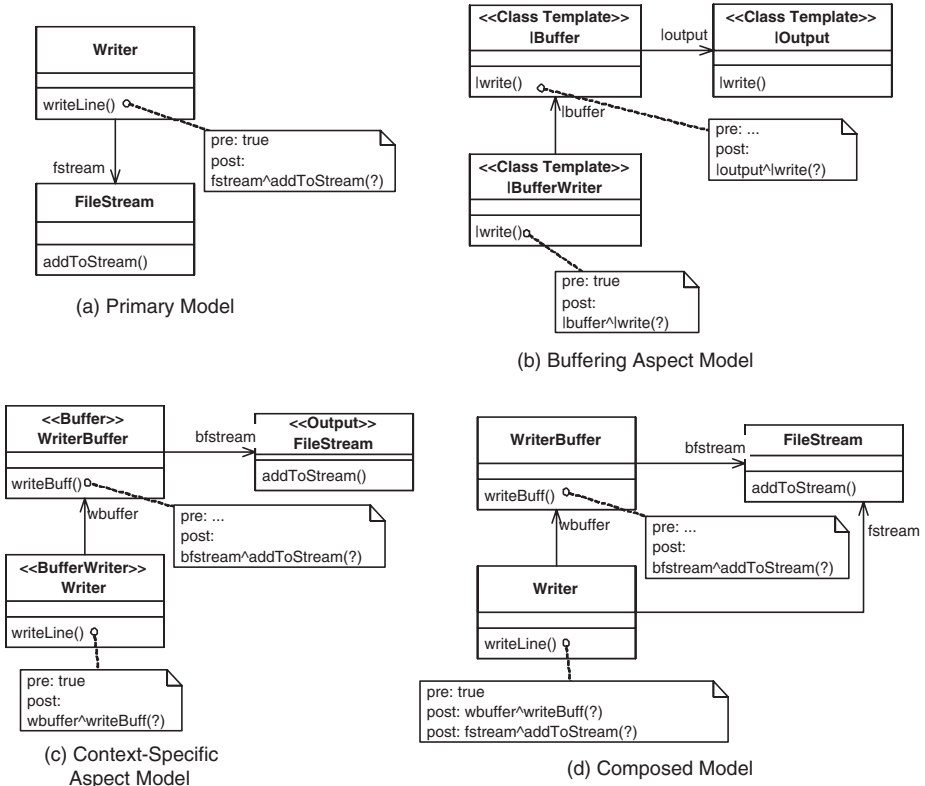 Writer
writeLine()
pre: true
post:
fstream^addToStream(?)
fstream
FileStream
addToStream()
(a) Primary Model
<<Class Template>>
|Buffer
|write()
|output
<<Class Template>>
|Output
|write()
|buffer
pre: ...
post:
|output^|write(?)
<<Class Template>>
|BufferWriter
|write()
pre: true
post:
|buffer^|write(?)
(b) Buffering Aspect Model
<<Buffer>>
WriterBuffer
writeBuff()
bfstream
<<Output>>
FileStream
addToStream()
wbuffer
pre: ...
post:
bfstream^addToStream(?)
<<BufferWriter>>
Writer
writeLine()
pre: true
post:
wbuffer^writeBuff(?)
(c) Context-Specific
Aspect Model
WriterBuffer
writeBuff()
bfstream
FileStream
addToStream()
wbuffer
fstream
pre: ...
post:
bfstream^addToStream(?)
Writer
writeLine()
pre: true
post: wbuffer^writeBuff(?)
post: fstream^addToStream(?)
(d) Composed Model